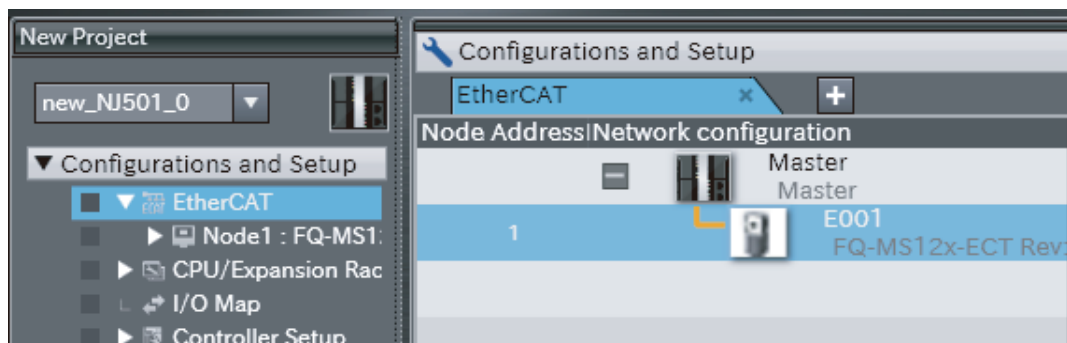 New Project
new_NJ501_0
Configurations and Setup
EtherCAT
Node1 : FQ-MS1
CPU/Expansion Rac
I/O Map
Controller Setup
Configurations and Setup
EtherCAT
Node Address|Network configuration
Master
Master
1
E001
FQ-MS12x-ECT Rev: